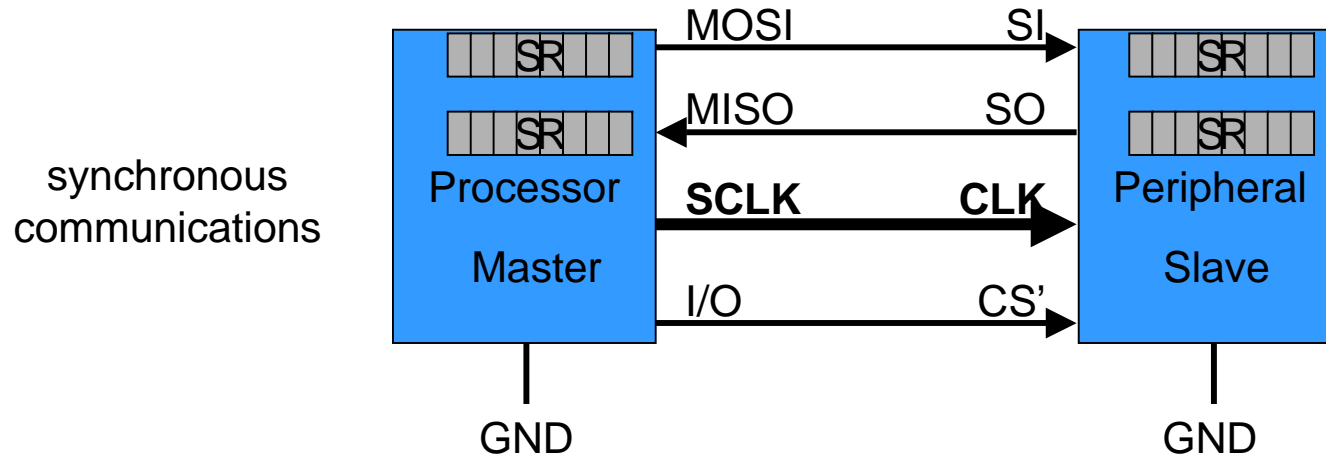 MOSI SI
SR SR
MISO SO
SR SR
synchronous
communications
Processor SCLK CLK Peripheral
Master Slave
I/O CS’
GND GND